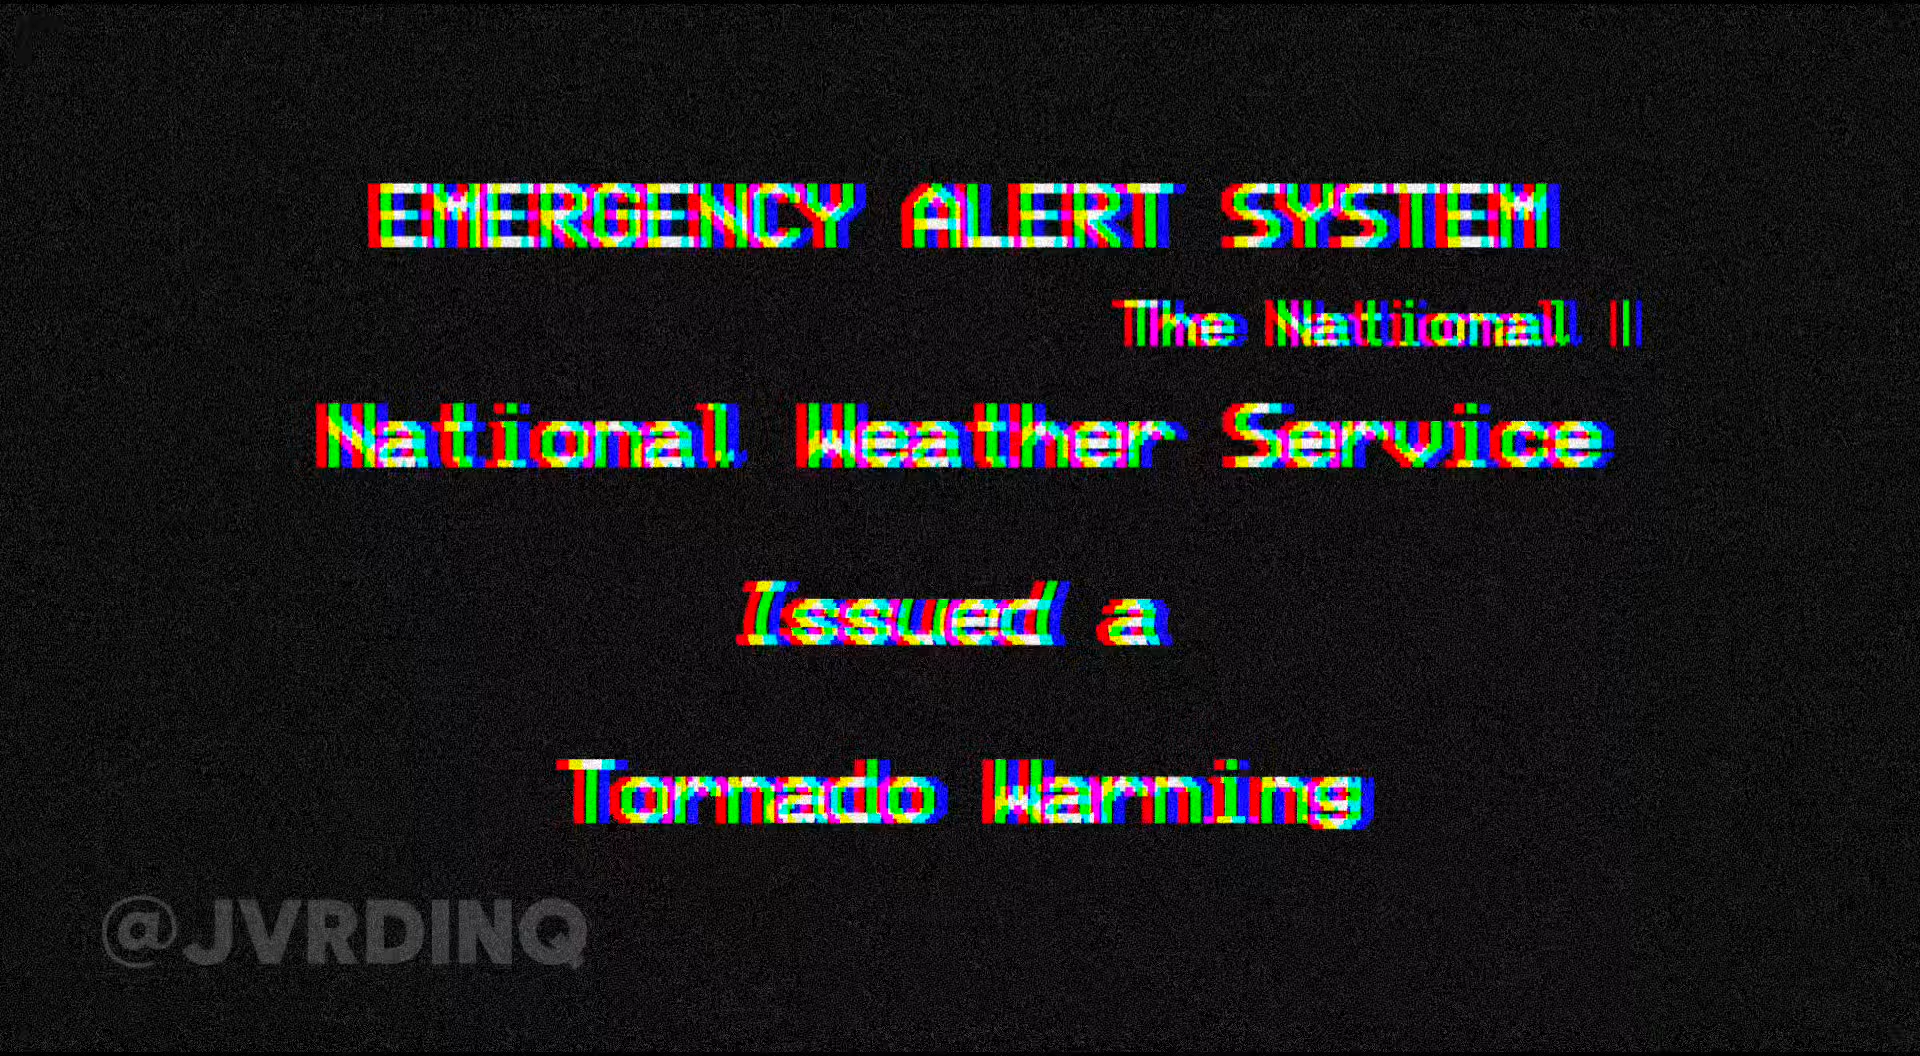 EMERGENCY ALERT SYSTEM
The National
National Weather Service
Issued a
Tornado Warning
@JVRDINQ